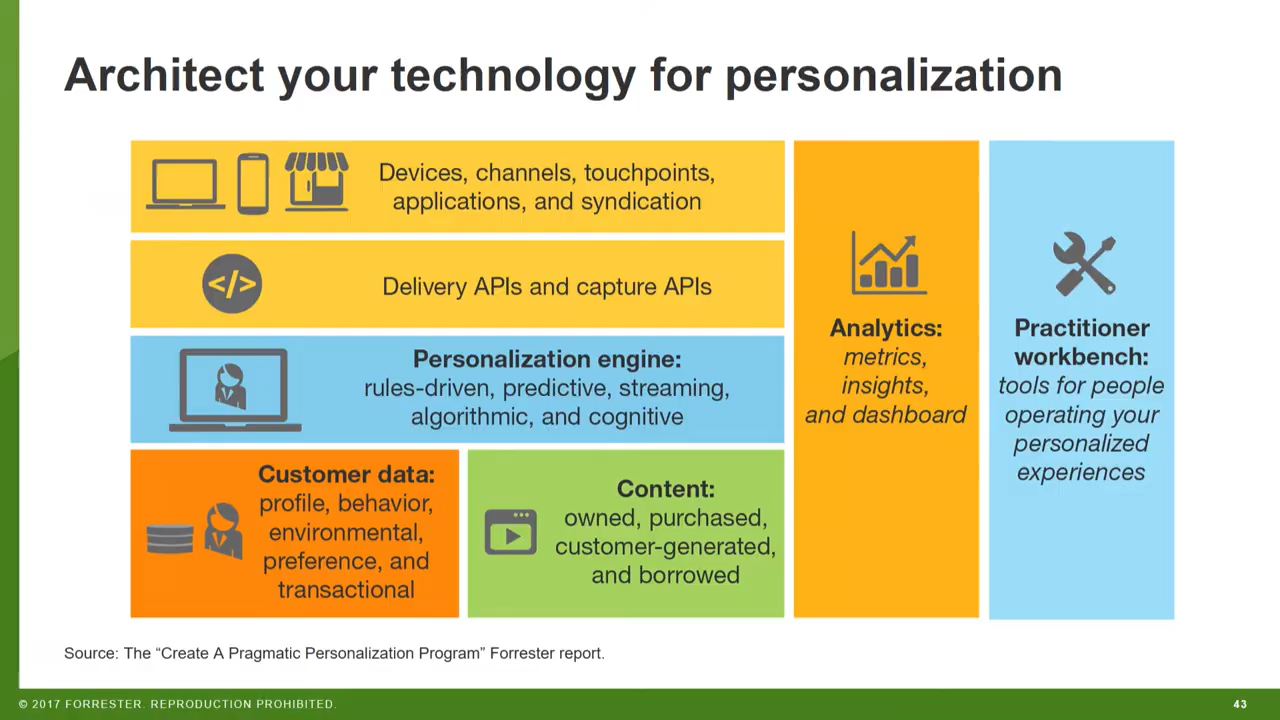 Architect your technology for personalization
Devices, channels, touchpoints,
applications, and syndication
</>
Delivery APIs and capture APIs
Personalization engine:
rules-driven, predictive, streaming,
algorithmic, and cognitive
Customer data:
profile, behavior,
environmental,
preference, and
transactional
Content:
owned, purchased,
customer-generated,
and borrowed
Analytics:
metrics,
insights,
and dashboard
Practitioner
workbench:
tools for people
operating your
personalized
experiences
Source: The “Create A Pragmatic Personalization Program” Forrester report.
© 2017 FORRESTER. REPRODUCTION PROHIBITED.
43